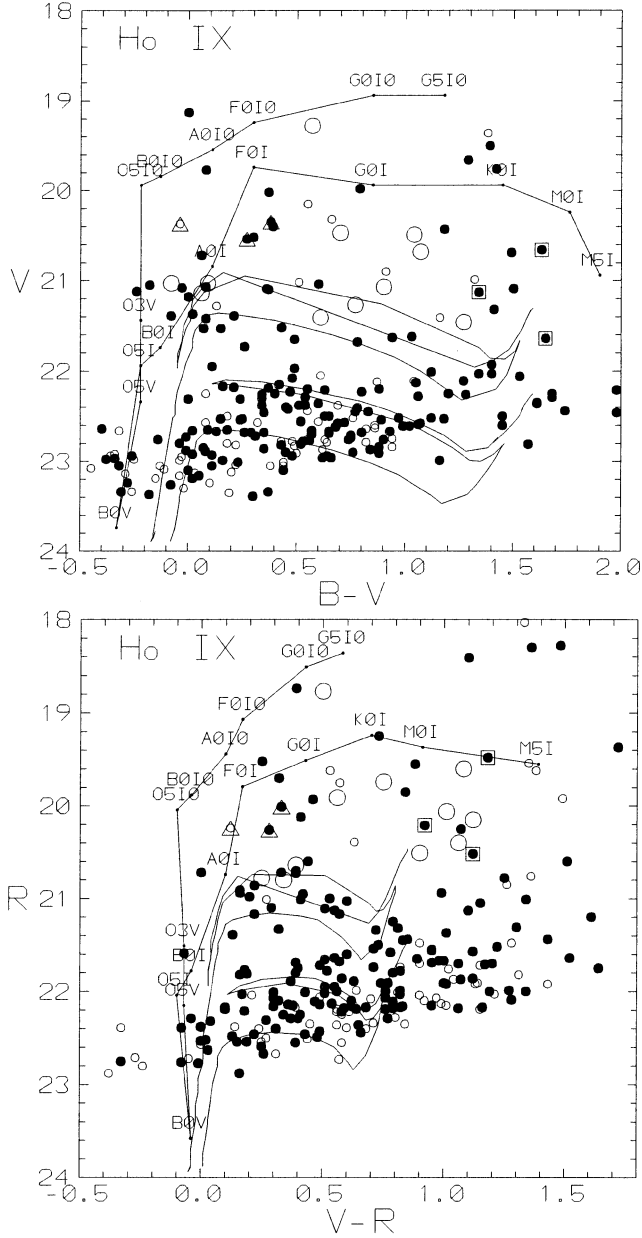 18
Ho IX
G0I0 G5I0
19
F0I0
A0I0
B0I0
O5I0
F0I
20
G0I
K0I
M0I
V
A0I
21
M5I
O3V
B0I
O5I
22
O5V
23
B0V
24
-0.5 0.0 0.5 1.0 1.5 2.0
B-V
18
Ho IX
G5I0
G0I0
19
F0I0
K0I
M0I
A0I0
G0I
M5I
B0I0
F0I
20
O5I0
A0I
R
21
O3V
B0I
O5I
22
O5V
23
B0V
24
-0.5 0.0 0.5 1.0 1.5
V-R